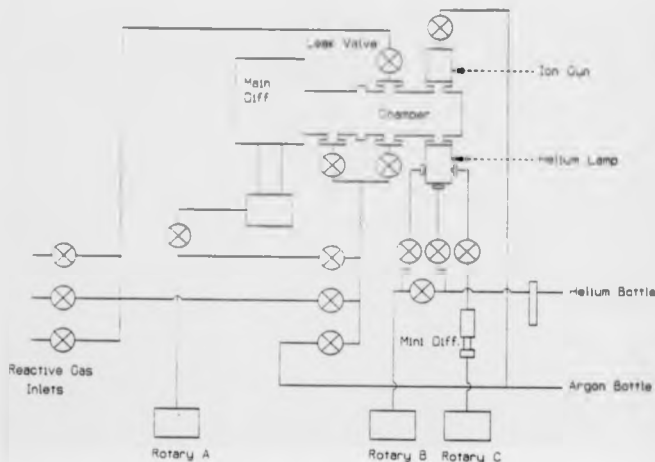 Leak Valve
Main
Diff
Ion Gun
Chamber
Helium Lamp
Helium Bottle
Mini Diff.
Reactive Gas
Inlets
Argon Bottle
Rotary A
Rotary B
Rotary C